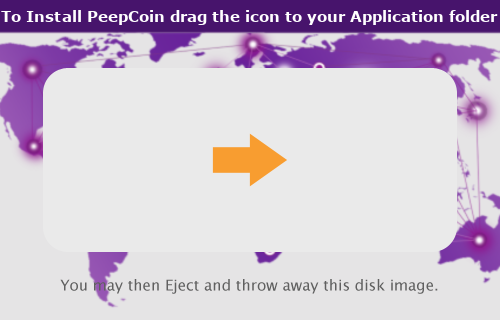 To Install PeepCoin drag the icon to your Application folder
You may then Eject and throw away this disk image.